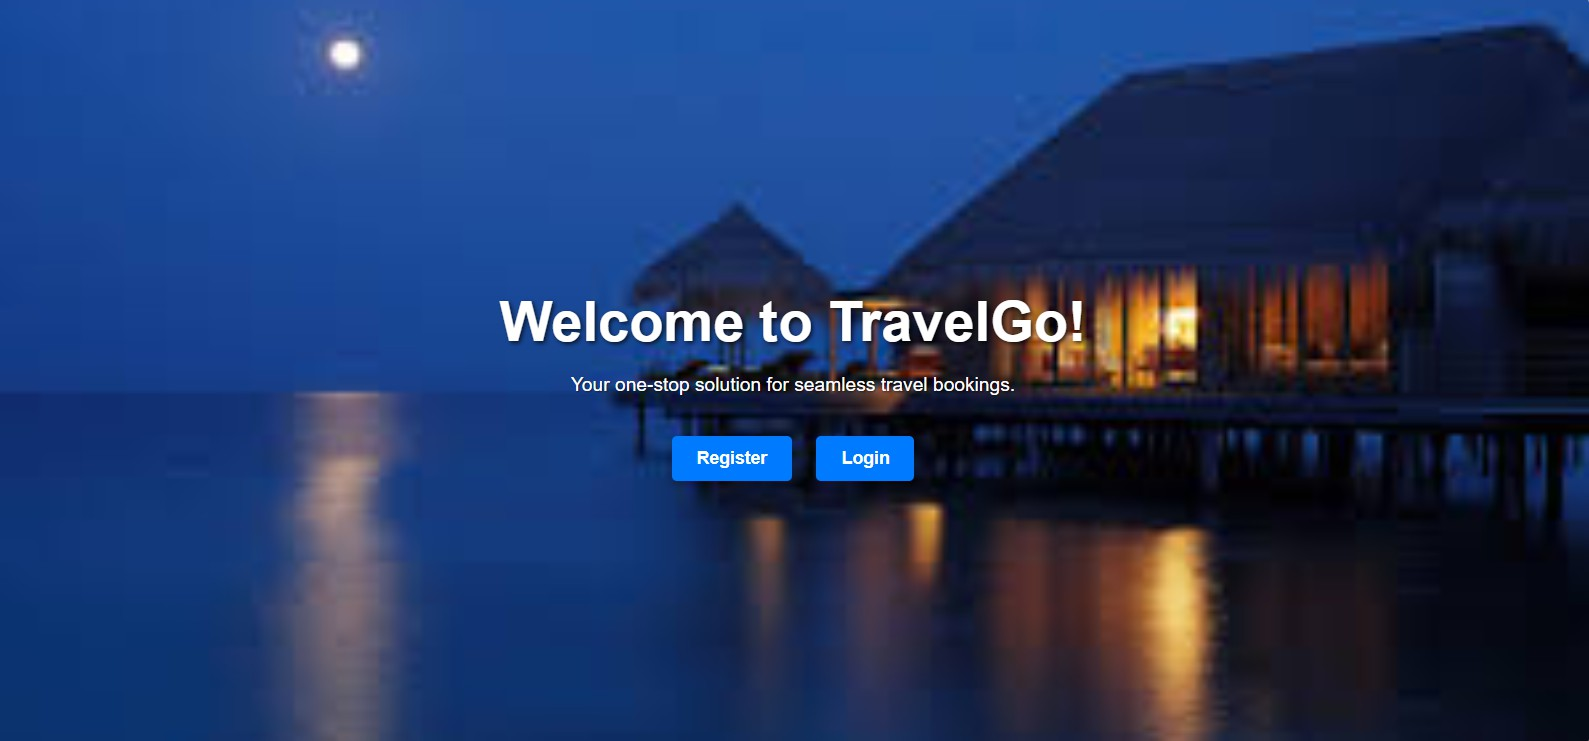 Welcome to TravelGo!
Your one-stop solution for seamless travel bookings.
Register
Login